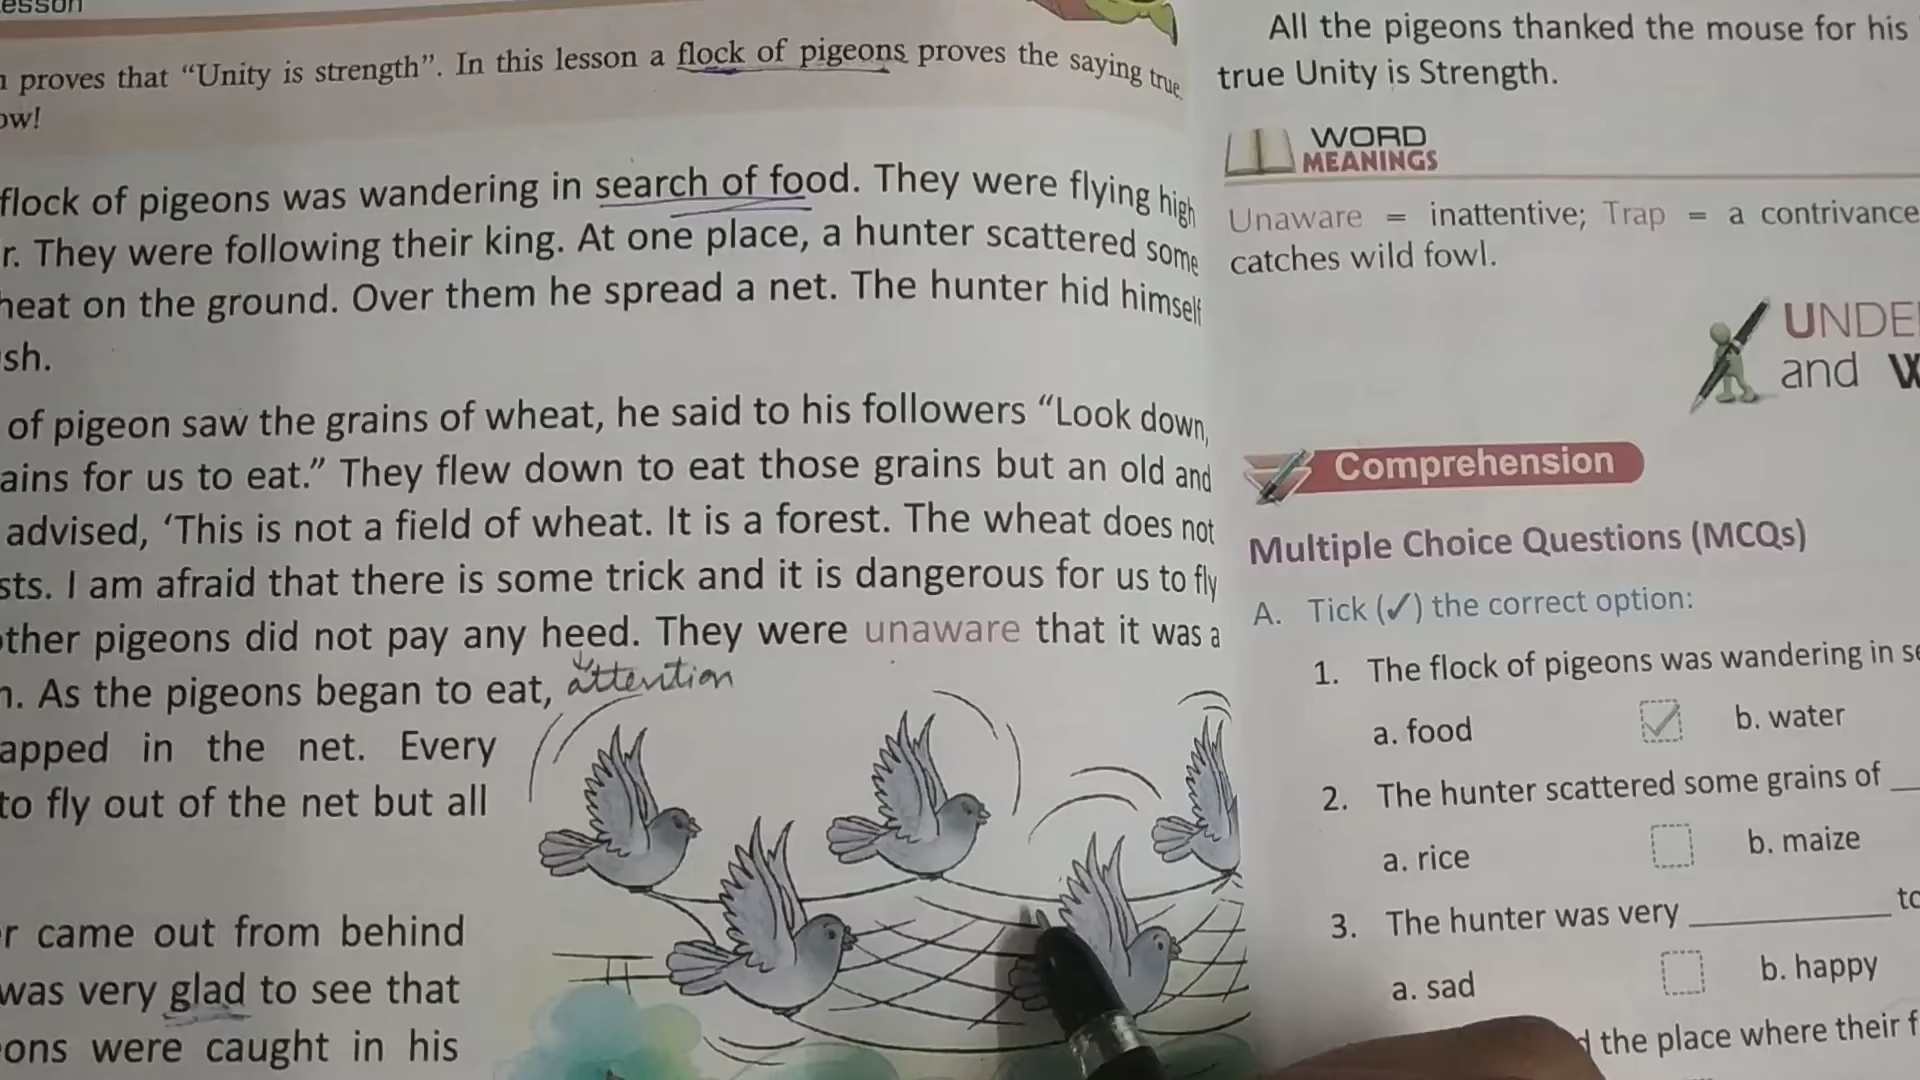 proves that “Unity is strength”. In this lesson a flock of pigeons proves the saying true.
flock of pigeons was wandering in search of food. They were flying high
They were following their king. At one place, a hunter scattered some
on the ground. Over them he spread a net. The hunter hid himself
of pigeon saw the grains of wheat, he said to his followers “Look down,
for us to eat.” They flew down to eat those grains but an old and
advised, ‘This is not a field of wheat. It is a forest. The wheat does not
I am afraid that there is some trick and it is dangerous for us to fly
pigeons did not pay any heed. They were unaware that it was a
As the pigeons began to eat,
attention
in the net. Every
to fly out of the net but all
came out from behind
was very glad to see that
were caught in his
All the pigeons thanked the mouse for his
true Unity is Strength.
WORD
MEANINGS
Unaware = inattentive; Trap = a contrivance
catches wild fowl.
and
Comprehension
Multiple Choice Questions (MCQs)
A. Tick (✓) the correct option:
1. The flock of pigeons was wandering in
a. food b. water
2. The hunter scattered some grains of
a. rice b. maize
3. The hunter was very ____________
a. sad b. happy
the place where their